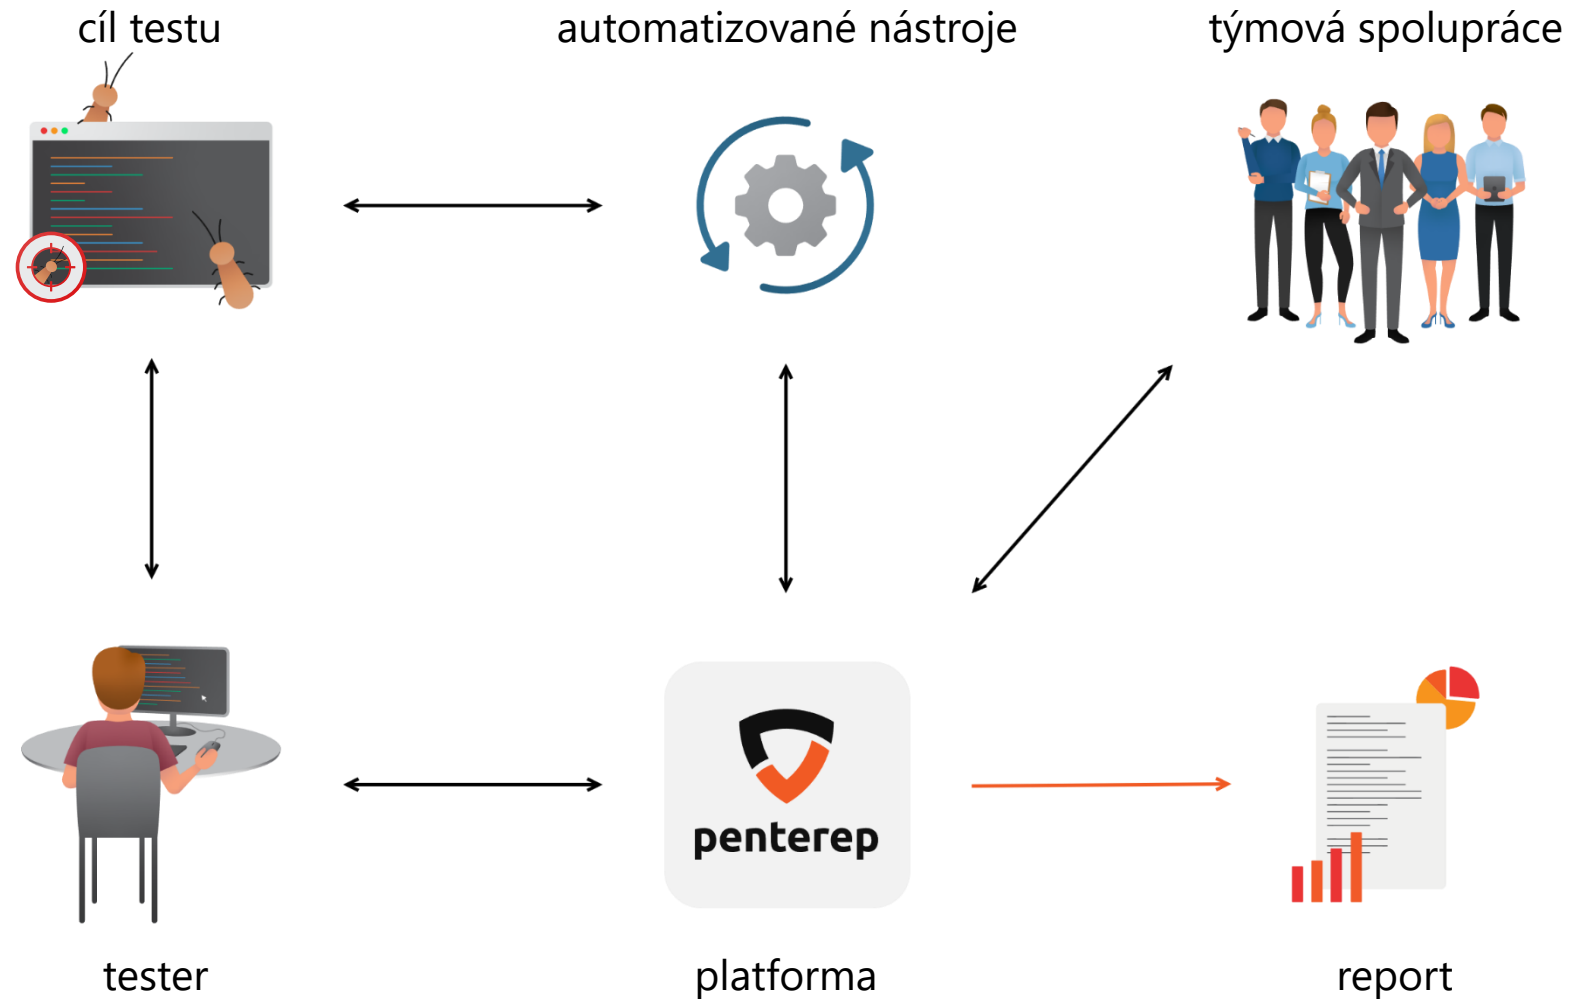 cíl testu
automatizované nástroje
týmová spolupráce
penterep
tester
platforma
report